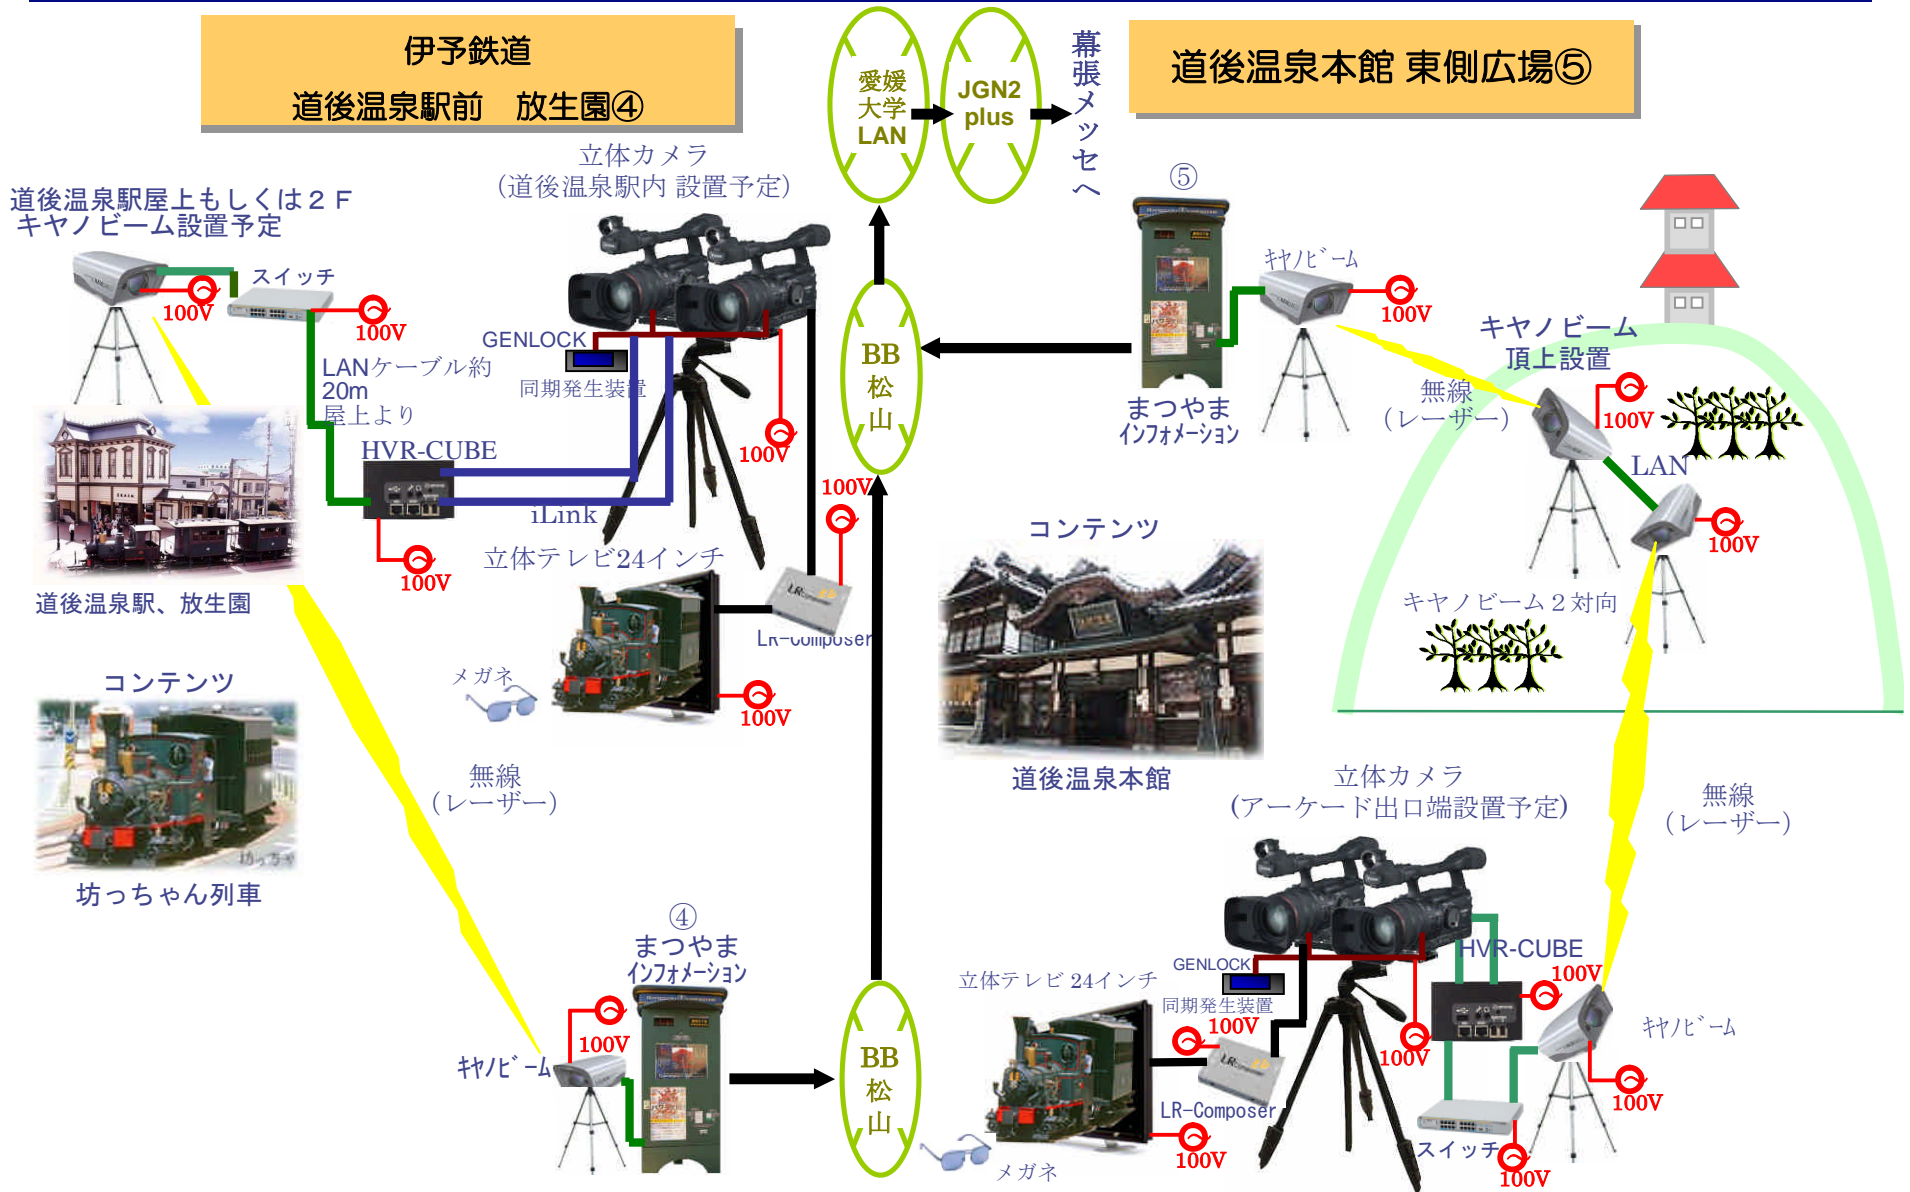 伊予鉄道
道後温泉駅前　放生園④
愛媛
大学
LAN
JGN2
plus
幕張メッセへ
道後温泉本館 東側広場⑤
立体カメラ
(道後温泉駅内 設置予定)
道後温泉駅屋上もしくは２Ｆ
キヤノビーム設置予定
スイッチ
100V
100V
GENLOCK
同期発生装置
LANケーブル約
20m
屋上より
HVR-CUBE
100V
iLink
100V
100V
立体テレビ24インチ
LR-Composer
LR-Composer
メガネ
100V
道後温泉駅、放生園
コンテンツ
坊っちゃん列車
無線
(レーザー)
④
まつやま
ｲﾝﾌｫﾒｰｼｮﾝ
100V
ｷﾔﾉﾋﾞｰﾑ
BB
松
山
BB
松
山
⑤
まつやま
ｲﾝﾌｫﾒｰｼｮﾝ
ｷﾔﾉﾋﾞｰﾑ
100V
キヤノビーム
頂上設置
無線
(レーザー)
100V
LAN
100V
キヤノビーム２対向
コンテンツ
道後温泉本館
立体カメラ
(アーケード出口端設置予定)
無線
(レーザー)
HVR-CUBE
100V
GENLOCK
同期発生装置
100V
立体テレビ 24インチ
100V
LR-Composer
LR-Composer
ｷﾔﾉﾋﾞｰﾑ
100V
スイッチ
100V
100V
メガネ